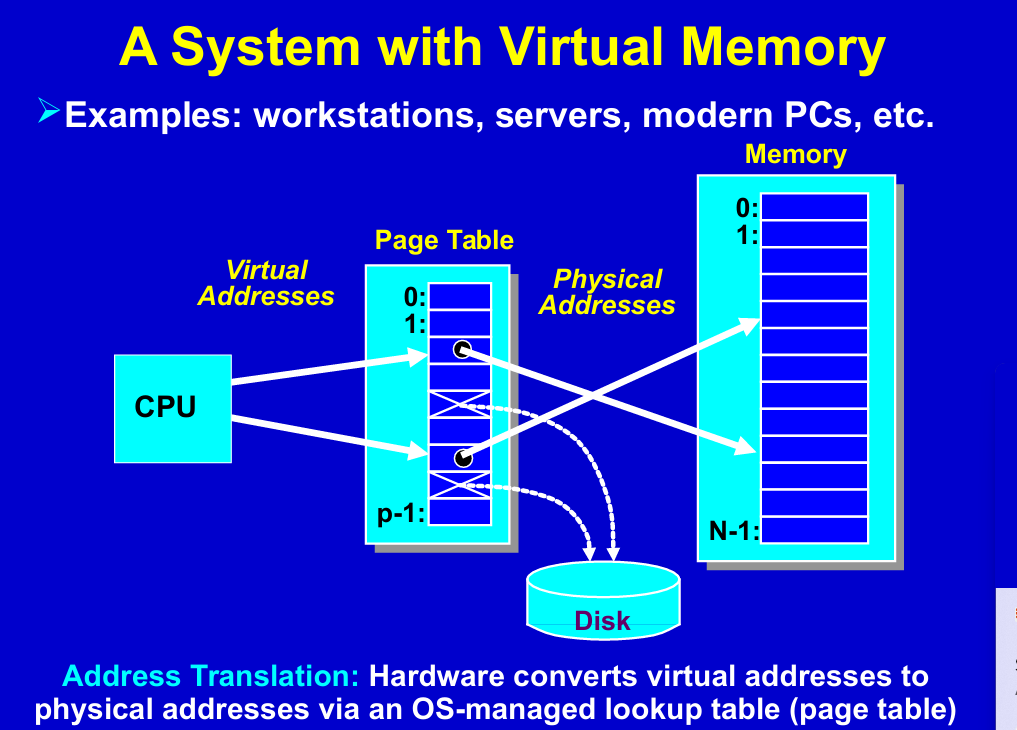 A System with Virtual Memory
Examples: workstations, servers, modern PCs, etc.
Memory
0:
1:
N-1:
Page Table
0:
1:
p-1:
Virtual
Addresses
Physical
Addresses
CPU
Disk
Address Translation: Hardware converts virtual addresses to
physical addresses via an OS-managed lookup table (page table)